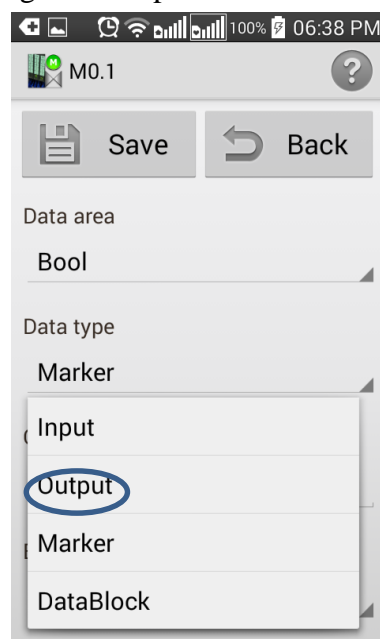 100% 06:38 PM
M0.1
?
Save Back
Data area
Bool
Data type
Marker
Input
Output
Marker
DataBlock